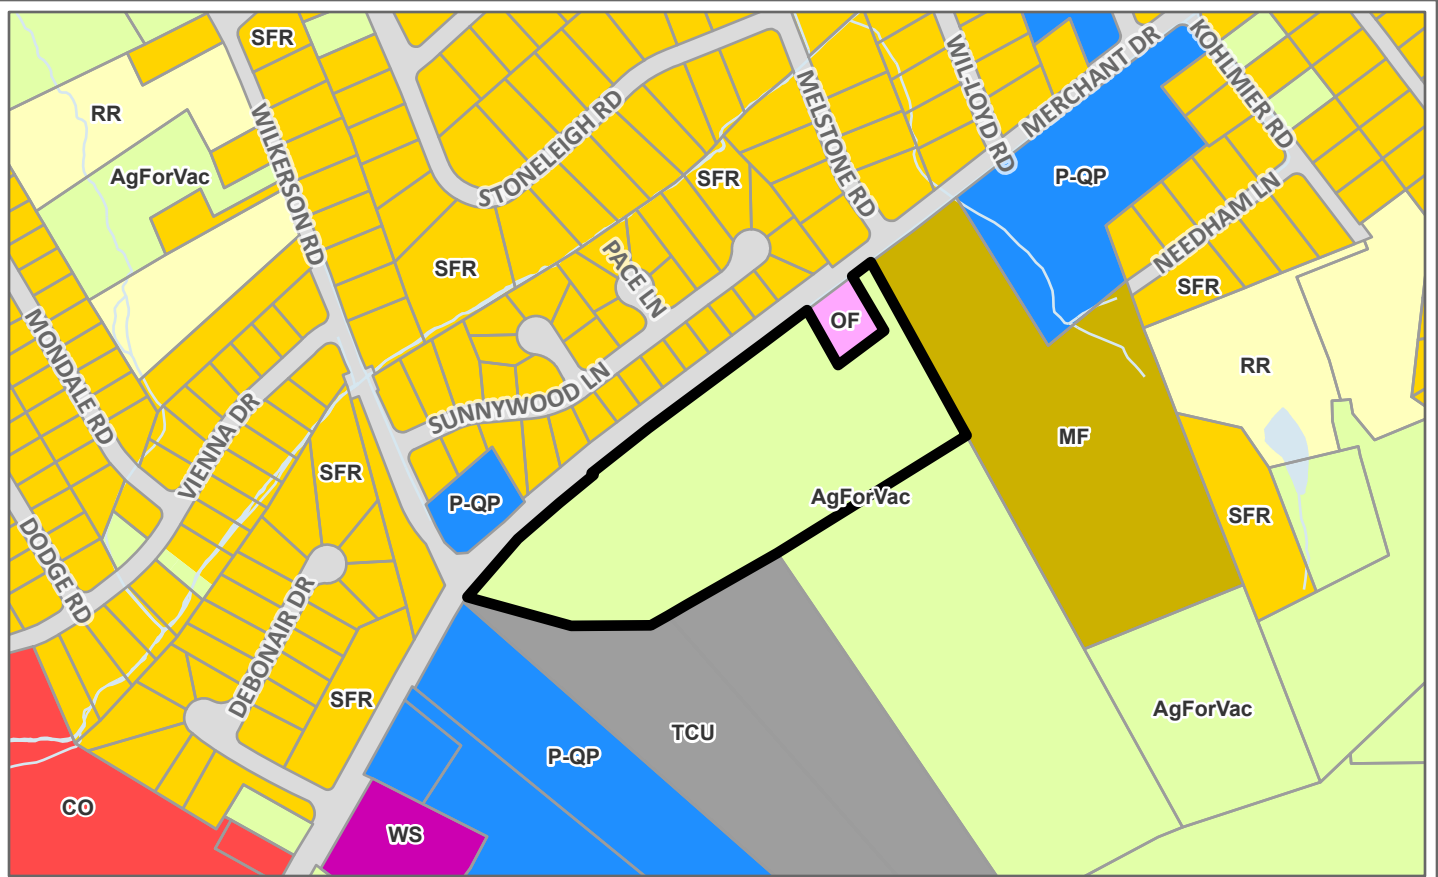 SFR
WIL-LOYD RD
MERCHANT DR
KOHLMIER RD
RR
WILKERSON RD
STONELEIGH RD
MELSTONE RD
AgForVac
SFR
P-QP
NEEDHAM LN
SFR
PACE LN
SFR
OF
MONDALE RD
VIENNA DR
SUNNYWOOD LN
RR
MF
SFR
P-QP
AgForVac
SFR
DODGE RD
DEBONAIR DR
SFR
AgForVac
TCU
P-QP
CO
WS